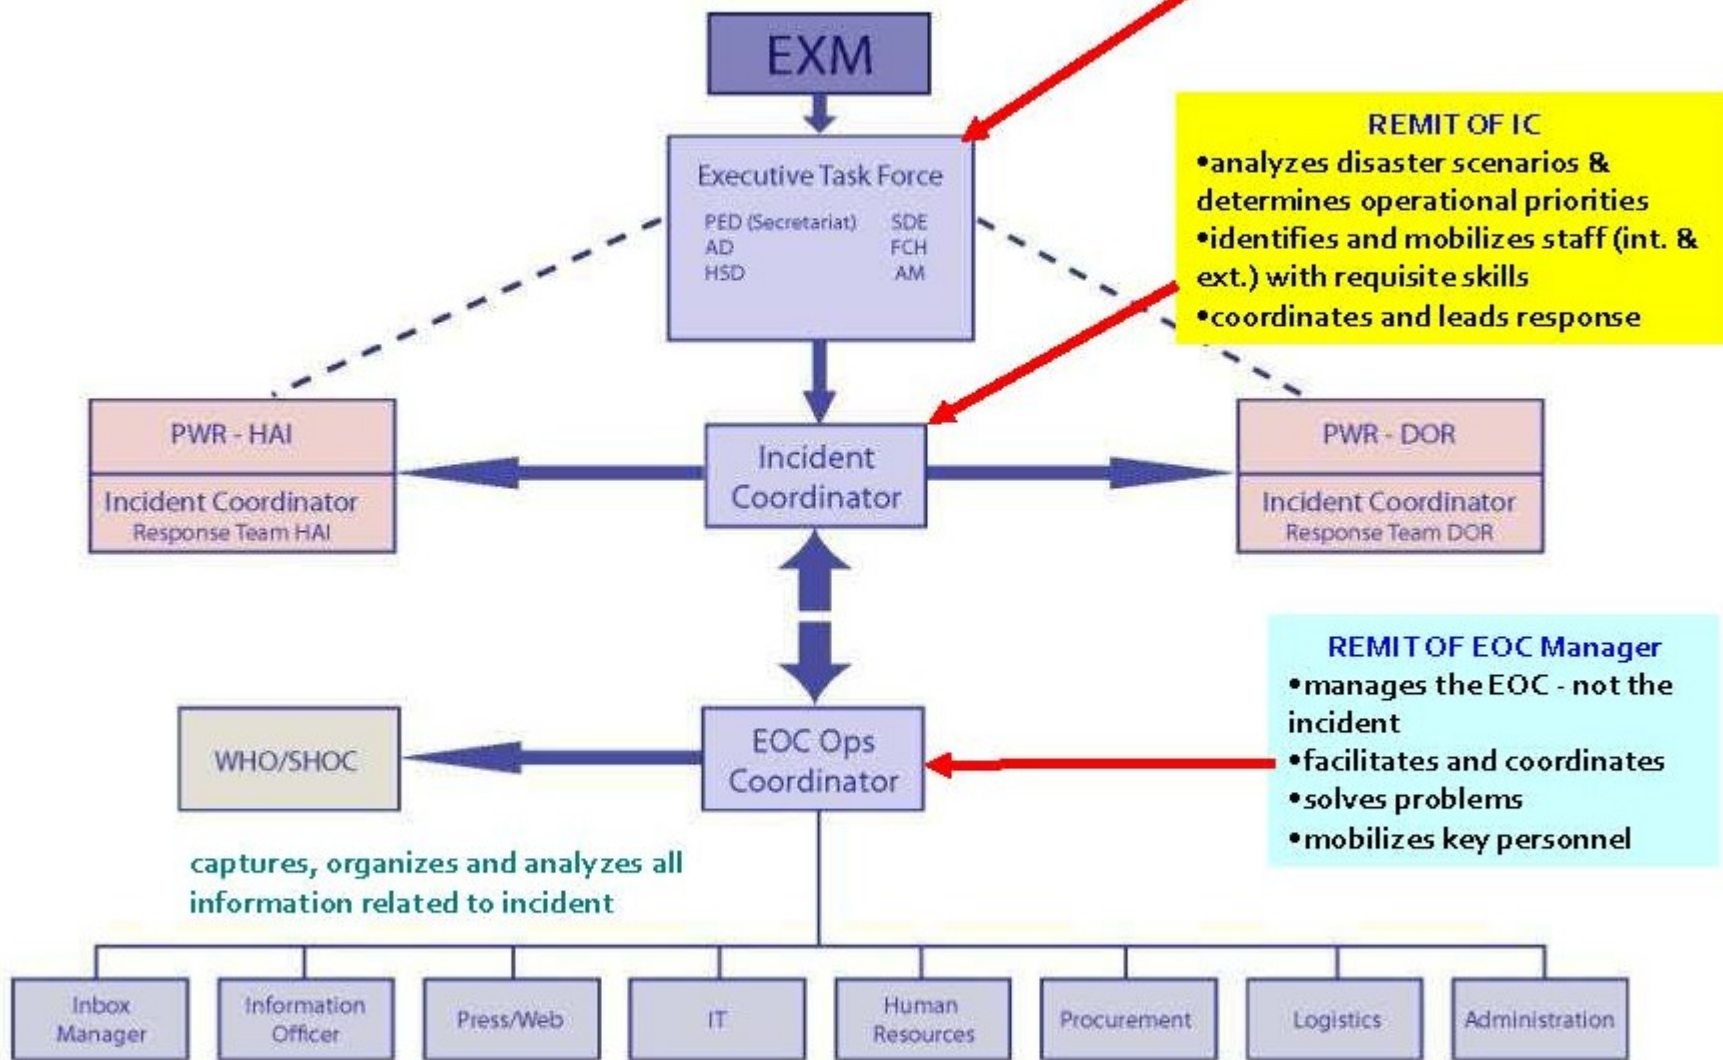 EXM
Executive Task Force
PED (Secretariat) SDE
AD FCH
HSD AM
REMIT OF IC
•analyzes disaster scenarios &
determines operational priorities
•identifies and mobilizes staff (int. &
ext.) with requisite skills
•coordinates and leads response
PWR - HAI
Incident Coordinator
Response Team HAI
Incident
Coordinator
PWR - DOR
Incident Coordinator
Response Team DOR
REMIT OF EOC Manager
•manages the EOC - not the
incident
•facilitates and coordinates
•solves problems
•mobilizes key personnel
WHO/SHOC
EOC Ops
Coordinator
captures, organizes and analyzes all
information related to incident
Inbox
Manager
Information
Officer
Press/Web
IT
Human
Resources
Procurement
Logistics
Administration